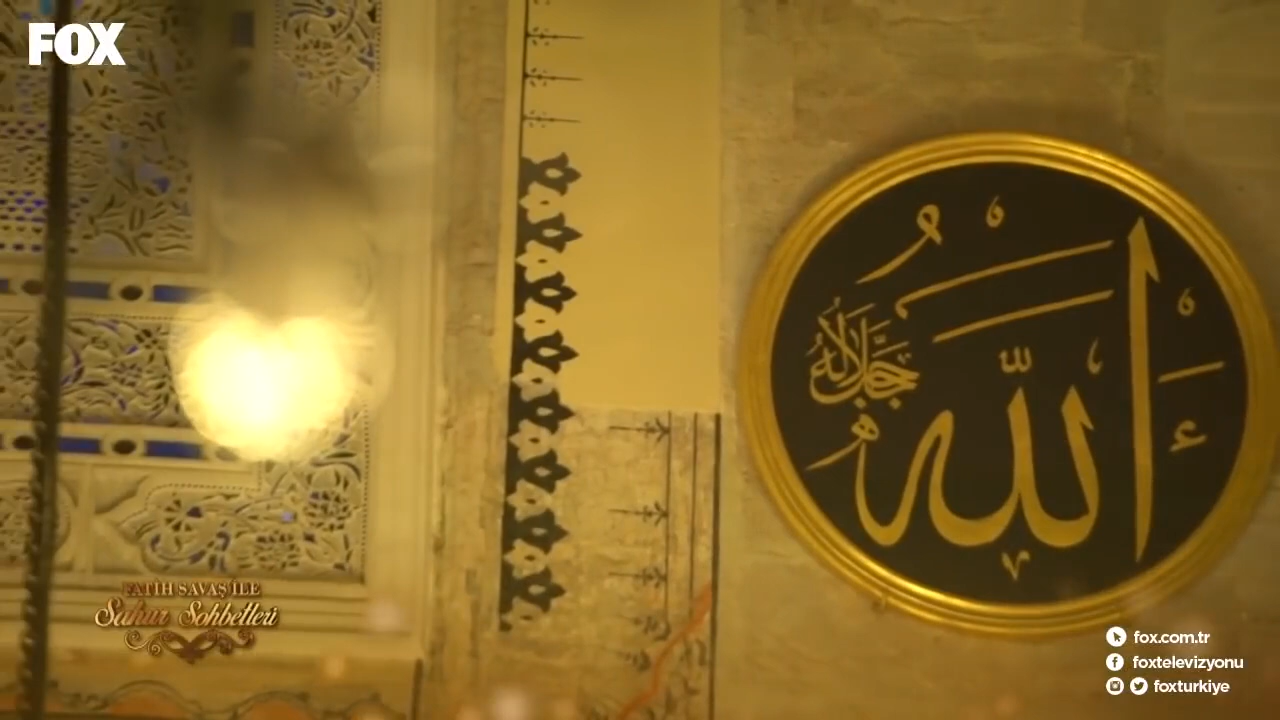 FOX
الله
جل جلاله
FATİH SAVAŞ İLE
Sahur Sohbetleri
fox.com.tr
foxtelevizyonu
foxturkiye